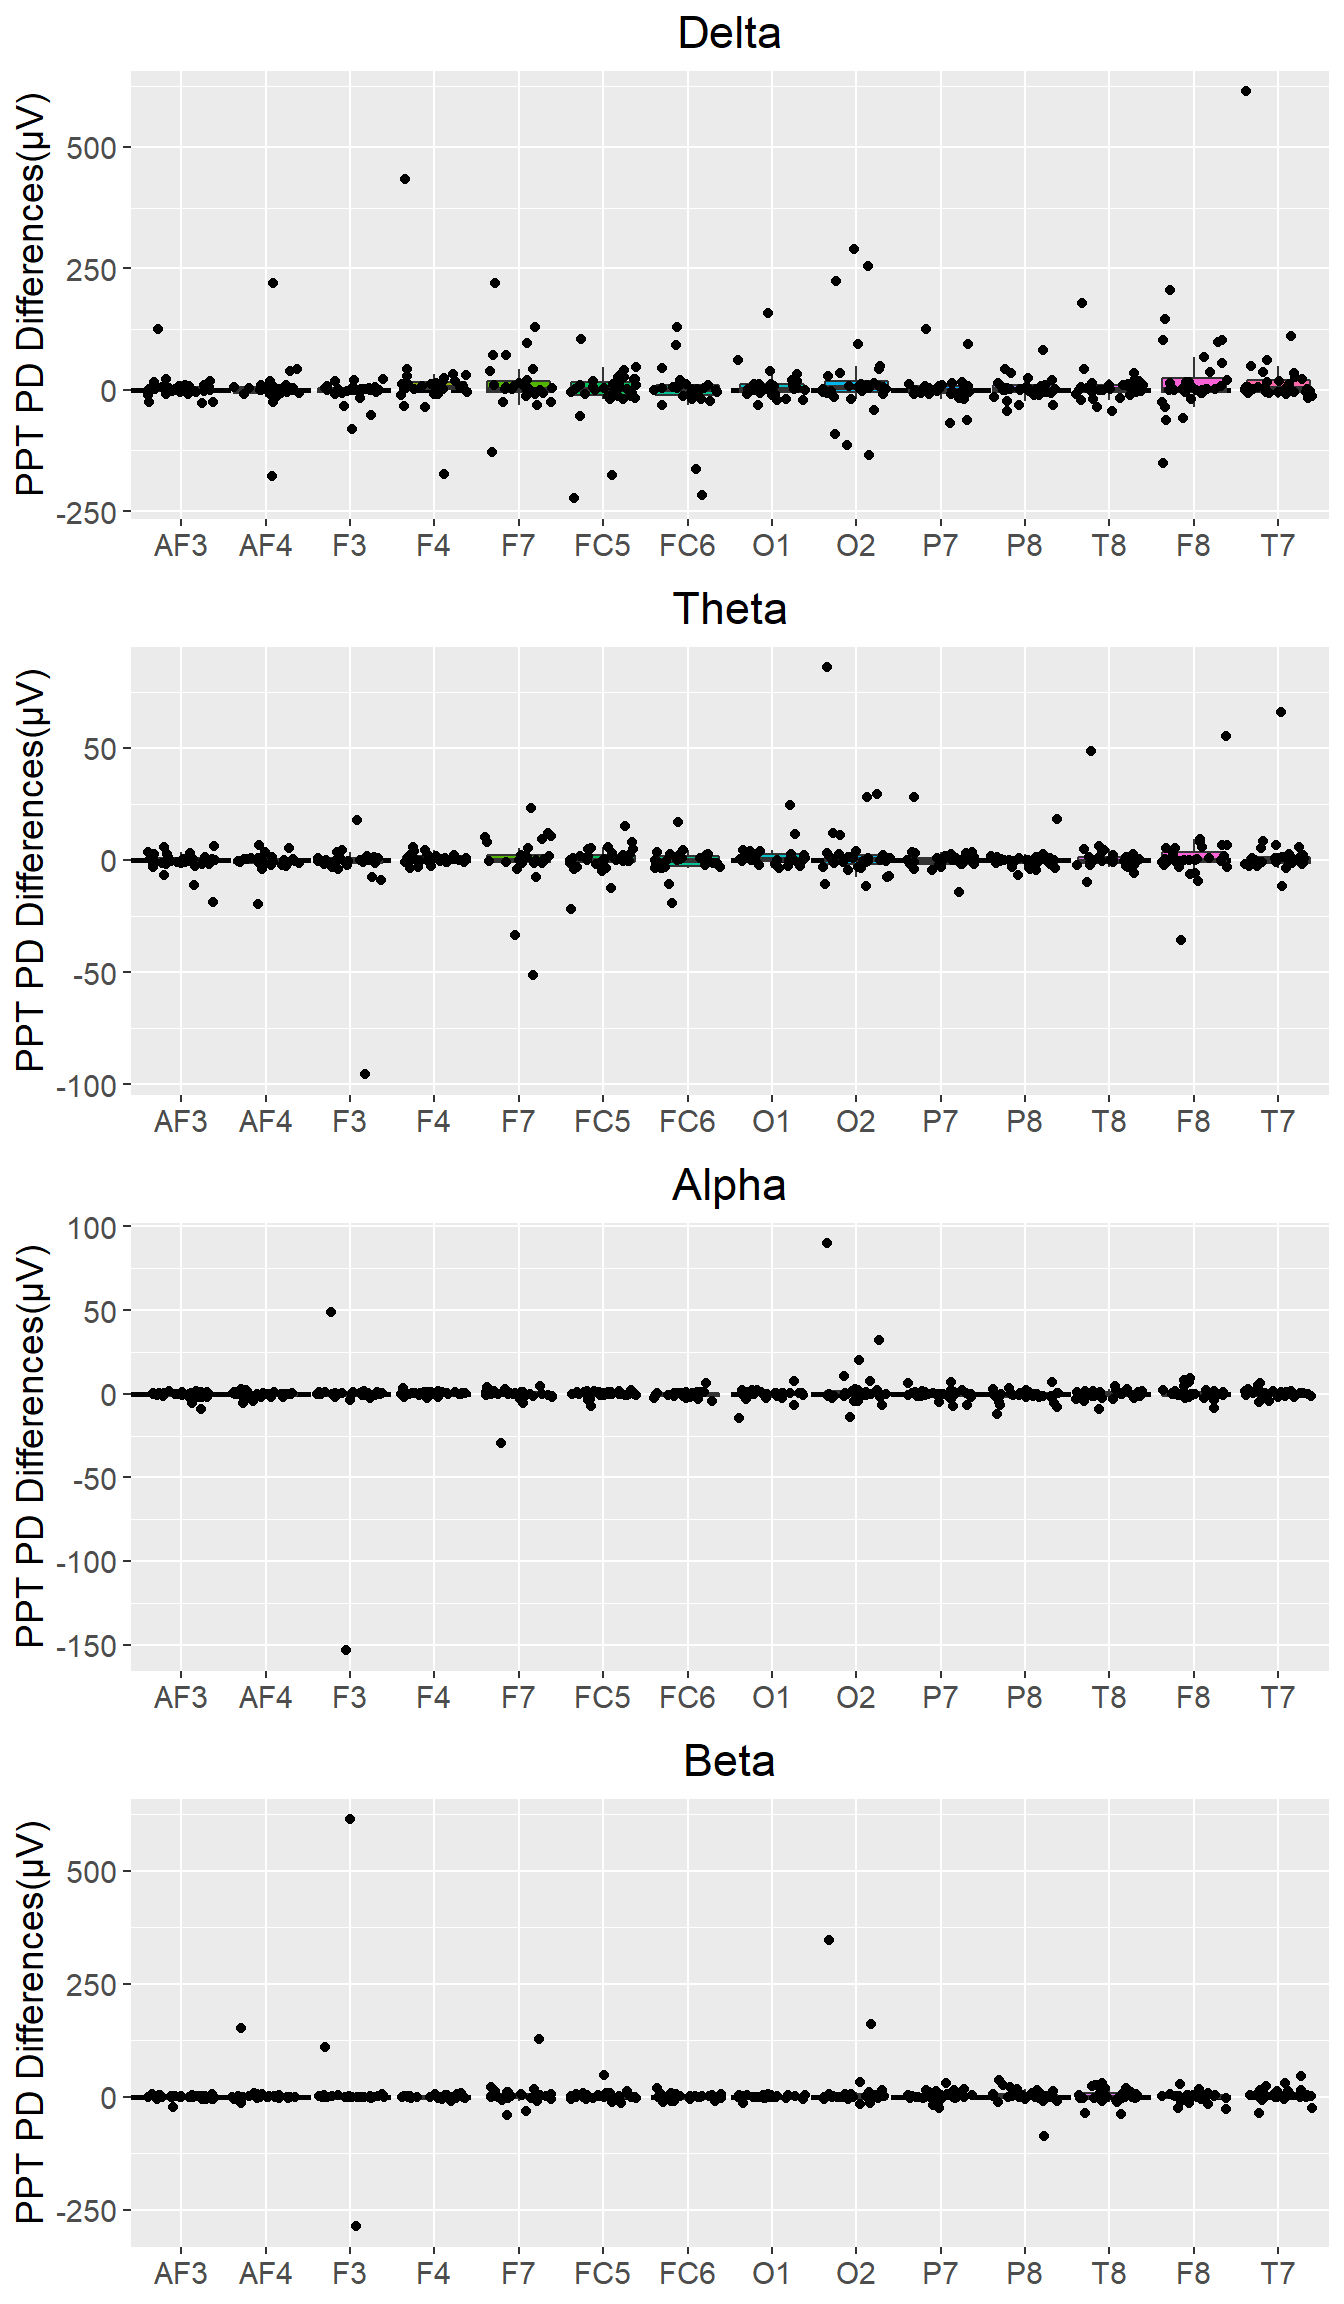 Delta
PPT PD Differences(µV)
500
250
0
-250
AF3 AF4 F3 F4 F7 FC5 FC6 O1 O2 P7 P8 T8 F8 T7
Theta
PPT PD Differences(µV)
50
0
-50
-100
AF3 AF4 F3 F4 F7 FC5 FC6 O1 O2 P7 P8 T8 F8 T7
Alpha
PPT PD Differences(µV)
100
50
0
-50
-100
-150
AF3 AF4 F3 F4 F7 FC5 FC6 O1 O2 P7 P8 T8 F8 T7
Beta
PPT PD Differences(µV)
500
250
0
-250
AF3 AF4 F3 F4 F7 FC5 FC6 O1 O2 P7 P8 T8 F8 T7